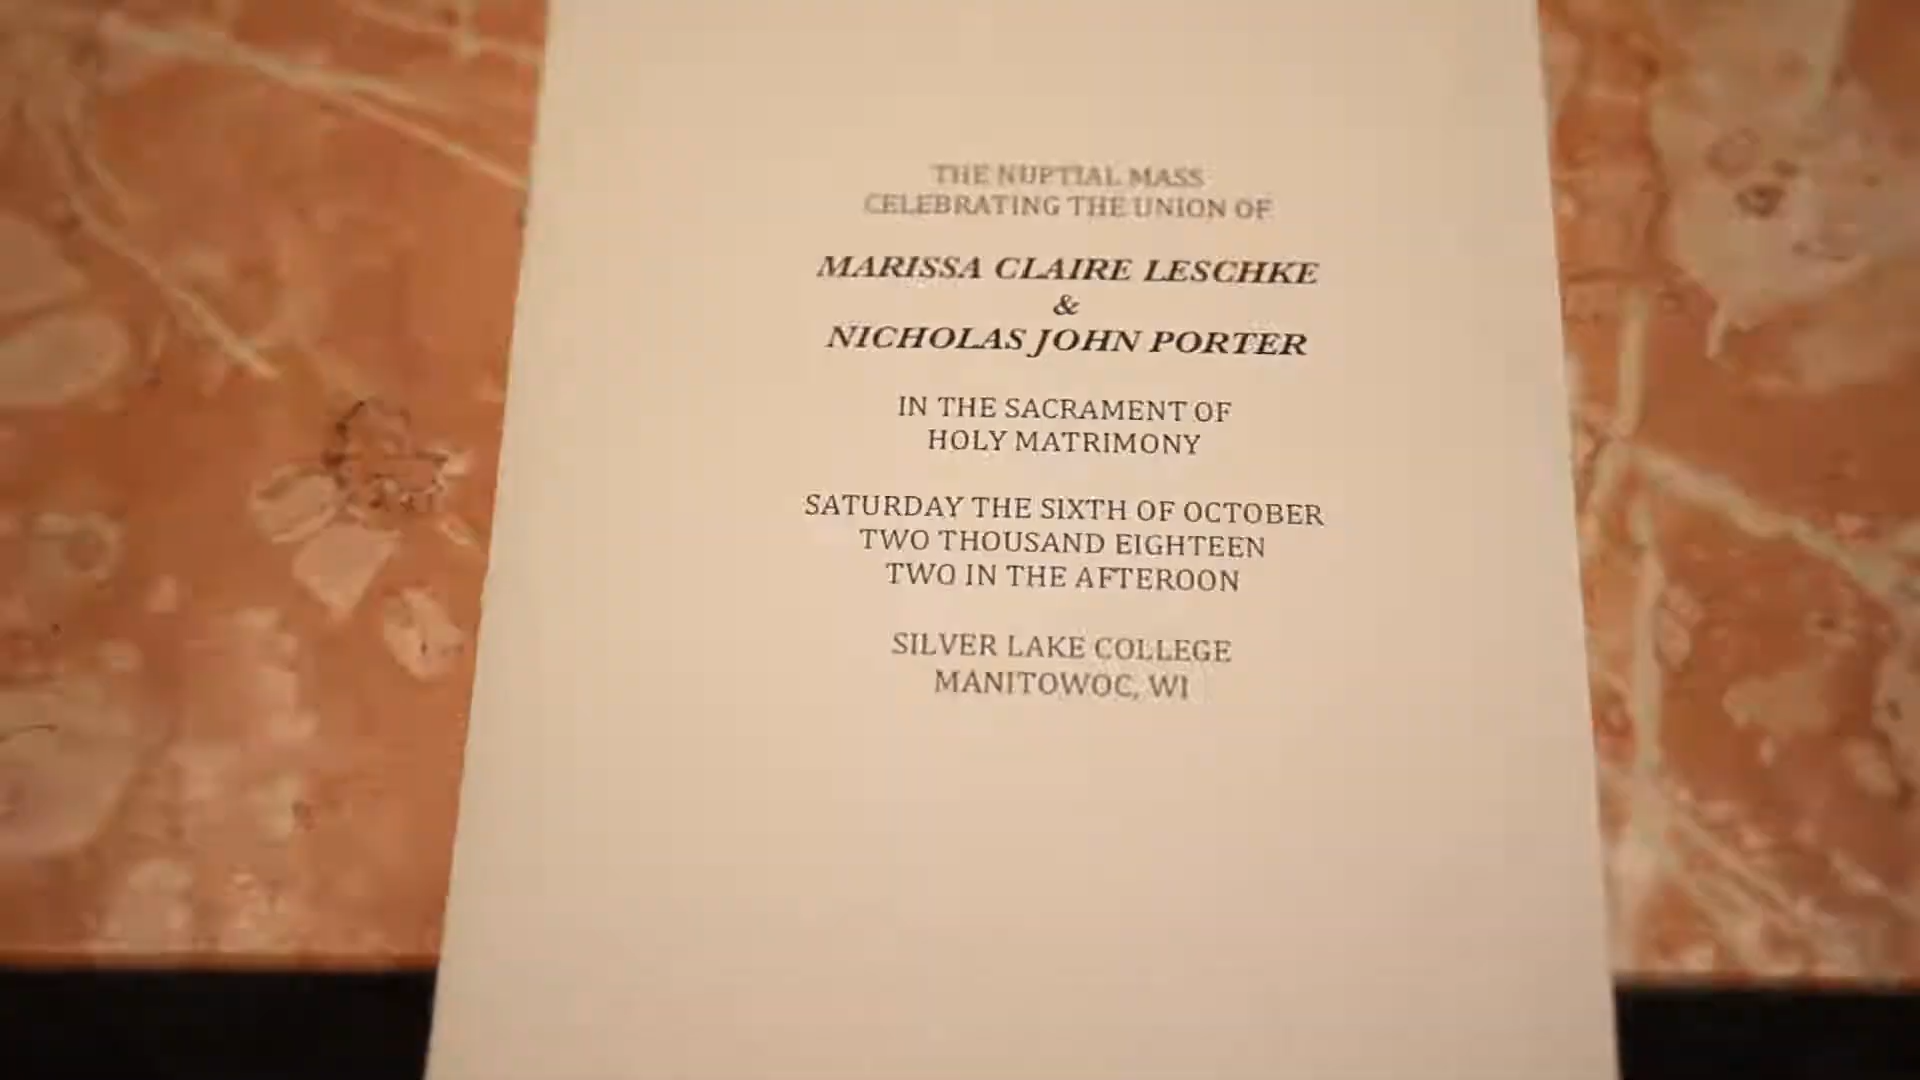 THE NUPTIAL MASS
CELEBRATING THE UNION OF
MARISSA CLAIRE LESCHKE
&
NICHOLAS JOHN PORTER
IN THE SACRAMENT OF
HOLY MATRIMONY
SATURDAY THE SIXTH OF OCTOBER
TWO THOUSAND EIGHTEEN
TWO IN THE AFTEROON
SILVER LAKE COLLEGE
MANITOWOC, WI